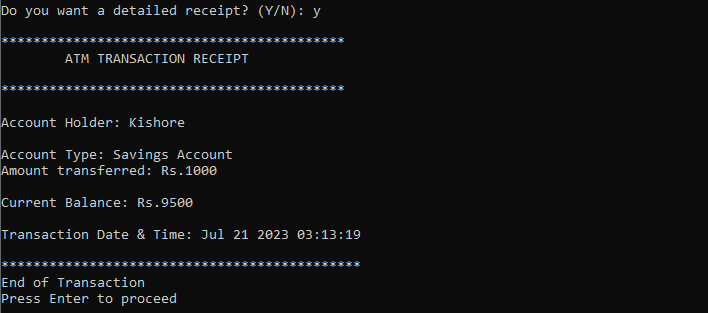 Do you want a detailed receipt? (Y/N): y
*******************************************
ATM TRANSACTION RECEIPT
*******************************************
Account Holder: Kishore
Account Type: Savings Account
Amount transferred: Rs.1000
Current Balance: Rs.9500
Transaction Date & Time: Jul 21 2023 03:13:19
*********************************************
End of Transaction
Press Enter to proceed